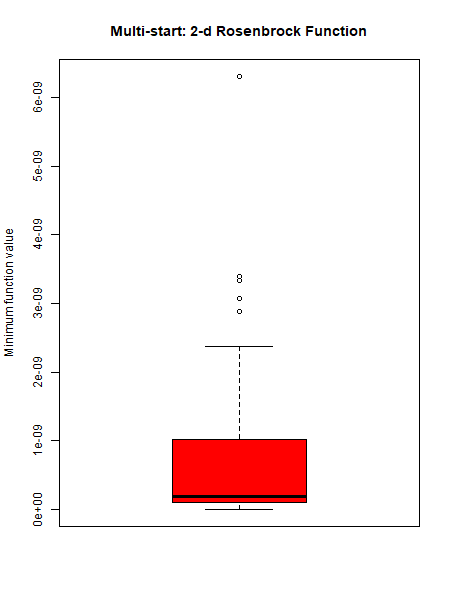 Multi-start: 2-d Rosenbrock Function
Minimum function value
6e-09
5e-09
4e-09
3e-09
2e-09
1e-09
0e+00